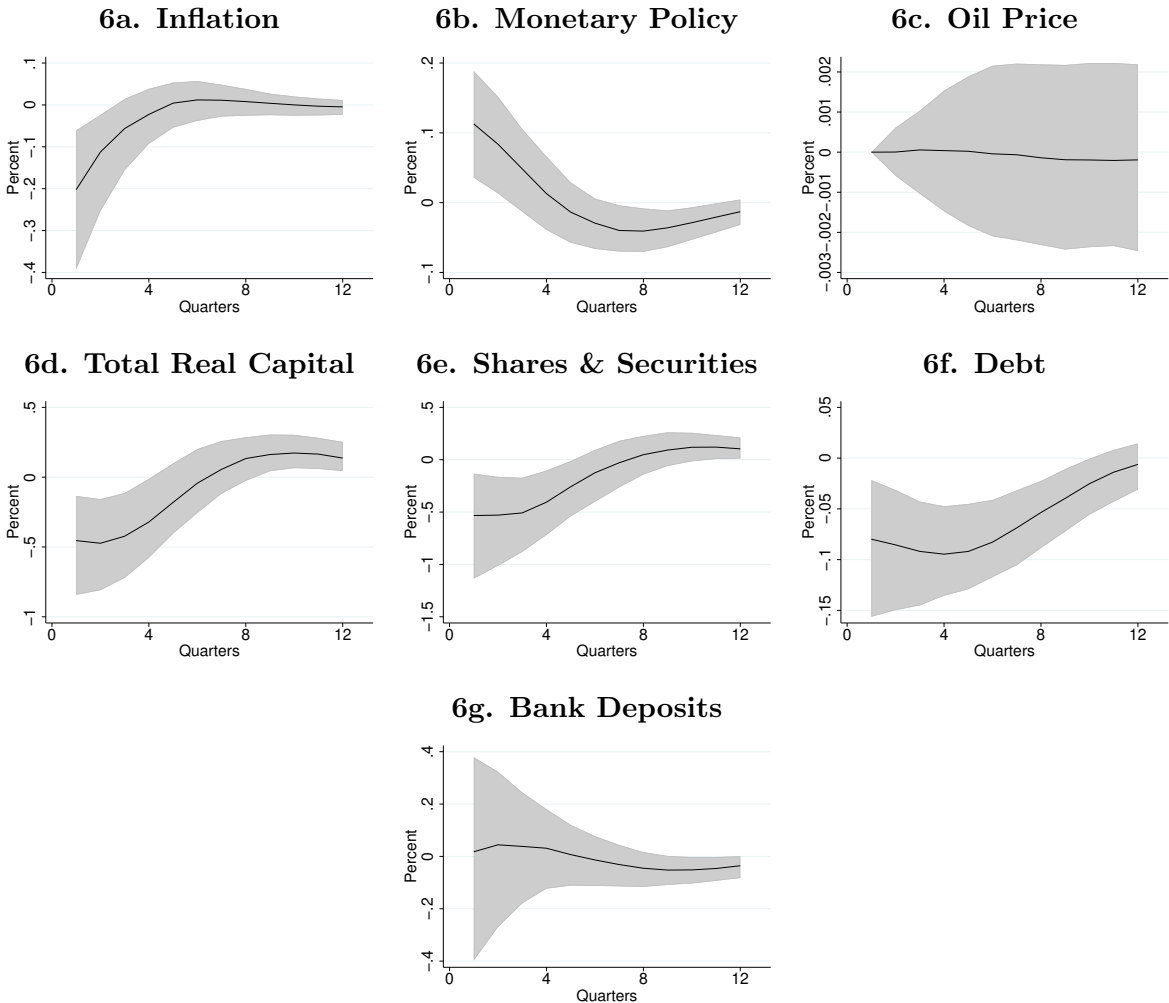 6a. Inflation
6b. Monetary Policy
6c. Oil Price
Percent
.1
0
−.1
−.2
−.3
−.4
0 4 8 12
Quarters
Percent
.2
.1
0
−.1
0 4 8 12
Quarters
Percent
.002
.001
0
−.001
−.002
−.003
0 4 8 12
Quarters
6d. Total Real Capital
6e. Shares & Securities
6f. Debt
Percent
.5
0
−.5
−1
0 4 8 12
Quarters
Percent
.5
0
−.5
−1
−1.5
0 4 8 12
Quarters
Percent
.05
0
−.05
−.1
−.15
0 4 8 12
Quarters
6g. Bank Deposits
Percent
.4
.2
0
−.2
−.4
0 4 8 12
Quarters